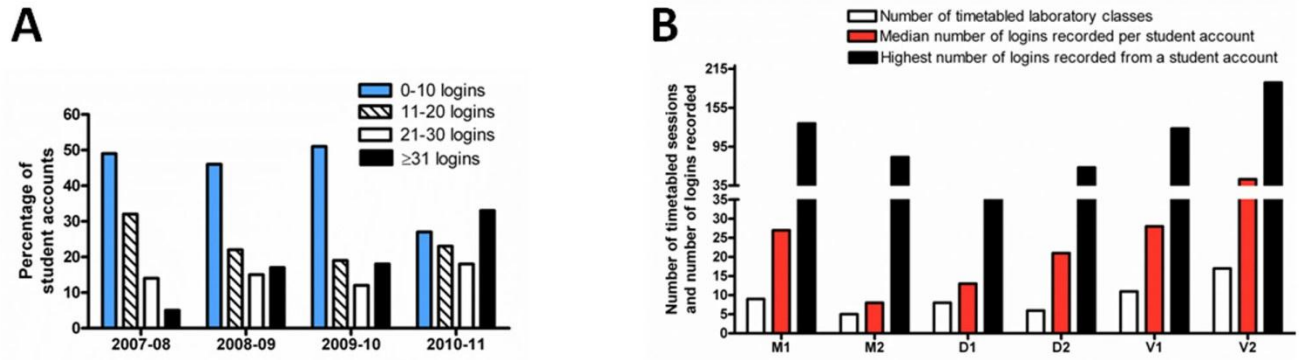 A
0-10 logins
11-20 logins
21-30 logins
≥31 logins
Percentage of
student accounts
60
50
40
30
20
10
0
2007-08 2008-09 2009-10 2010-11
B
Number of timetabled laboratory classes
Median number of logins recorded per student account
Highest number of logins recorded from a student account
Number of timetabled sessions
and number of logins recorded
215
155
95
35
35
30
25
20
15
10
5
0
M1 M2 D1 D2 V1 V2